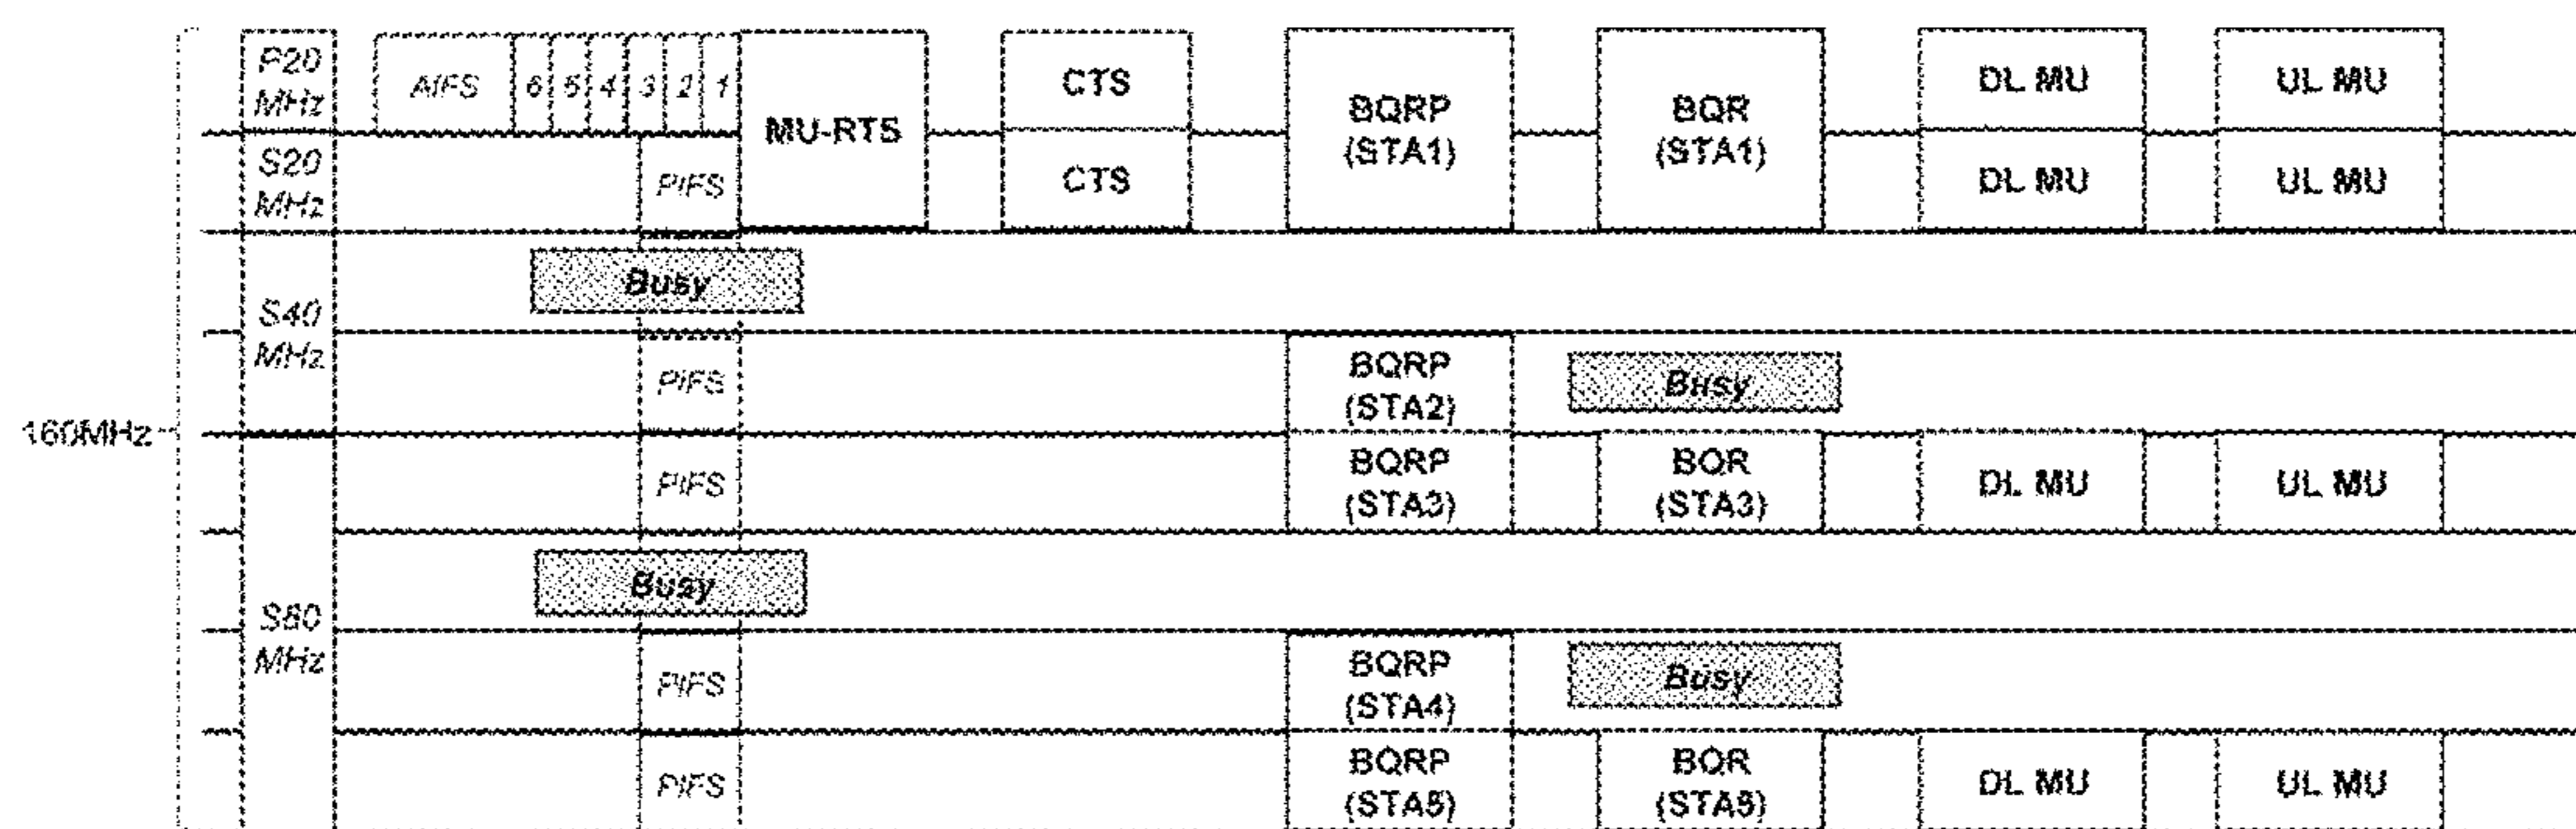 P20 MHz AIFS 6 5 4 3 2 1 MU-RTS CTS BQRP (STA1) BQR (STA1) DL MU UL MU
S20 MHz PIFS CTS DL MU UL MU
Busy
S40 MHz
PIFS BQRP (STA2) Busy
160MHz
PIFS BQRP (STA3) BQR (STA3) DL MU UL MU
Busy
S80 MHz
PIFS BQRP (STA4) Busy
PIFS BQRP (STA5) BQR (STA5) DL MU UL MU